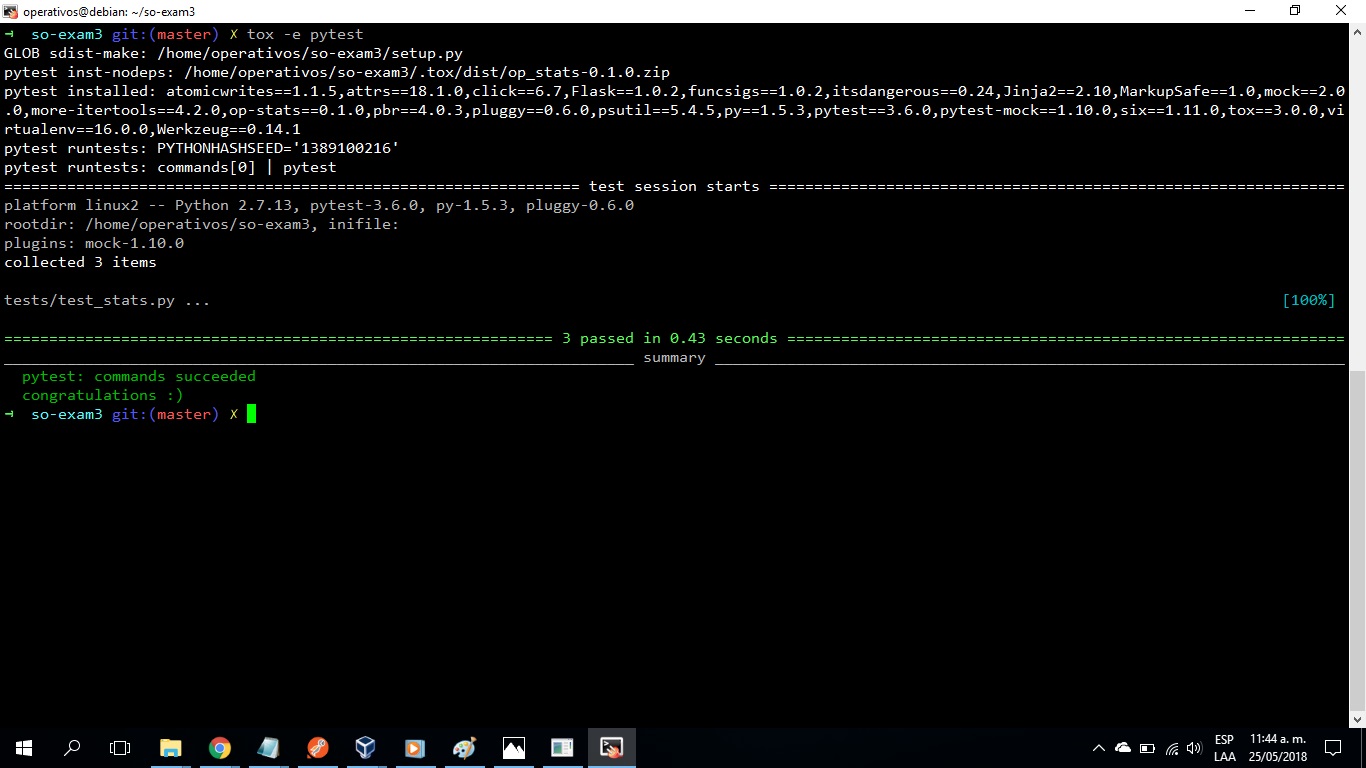 operativos@debian: ~/so-exam3
→ so-exam3 git:(master) ✗ tox -e pytest
GLOB sdist-make: /home/operativos/so-exam3/setup.py
pytest inst-nodeps: /home/operativos/so-exam3/.tox/dist/op_stats-0.1.0.zip
pytest installed: atomicwrites==1.1.5,attrs==18.1.0,click==6.7,Flask==1.0.2,funcsigs==1.0.2,itsdangerous==0.24,Jinja2==2.10,MarkupSafe==1.0,mock==2.0
.0,more-itertools==4.2.0,op-stats==0.1.0,pbr==4.0.3,pluggy==0.6.0,psutil==5.4.5,py==1.5.3,pytest==3.6.0,pytest-mock==1.10.0,six==1.11.0,tox==3.0.0,vi
rtualenv==16.0.0,Werkzeug==0.14.1
pytest runtests: PYTHONHASHSEED='1389100216'
pytest runtests: commands[0] | pytest
================================================================ test session starts ================================================================
platform linux2 -- Python 2.7.13, pytest-3.6.0, py-1.5.3, pluggy-0.6.0
rootdir: /home/operativos/so-exam3, inifile:
plugins: mock-1.10.0
collected 3 items
tests/test_stats.py ... [100%]
============================================================= 3 passed in 0.43 seconds ==============================================================
______________________________________________________________________ summary ______________________________________________________________________
pytest: commands succeeded
congratulations :)
→ so-exam3 git:(master) ✗
ESP 11:44 a. m.
LAA 25/05/2018